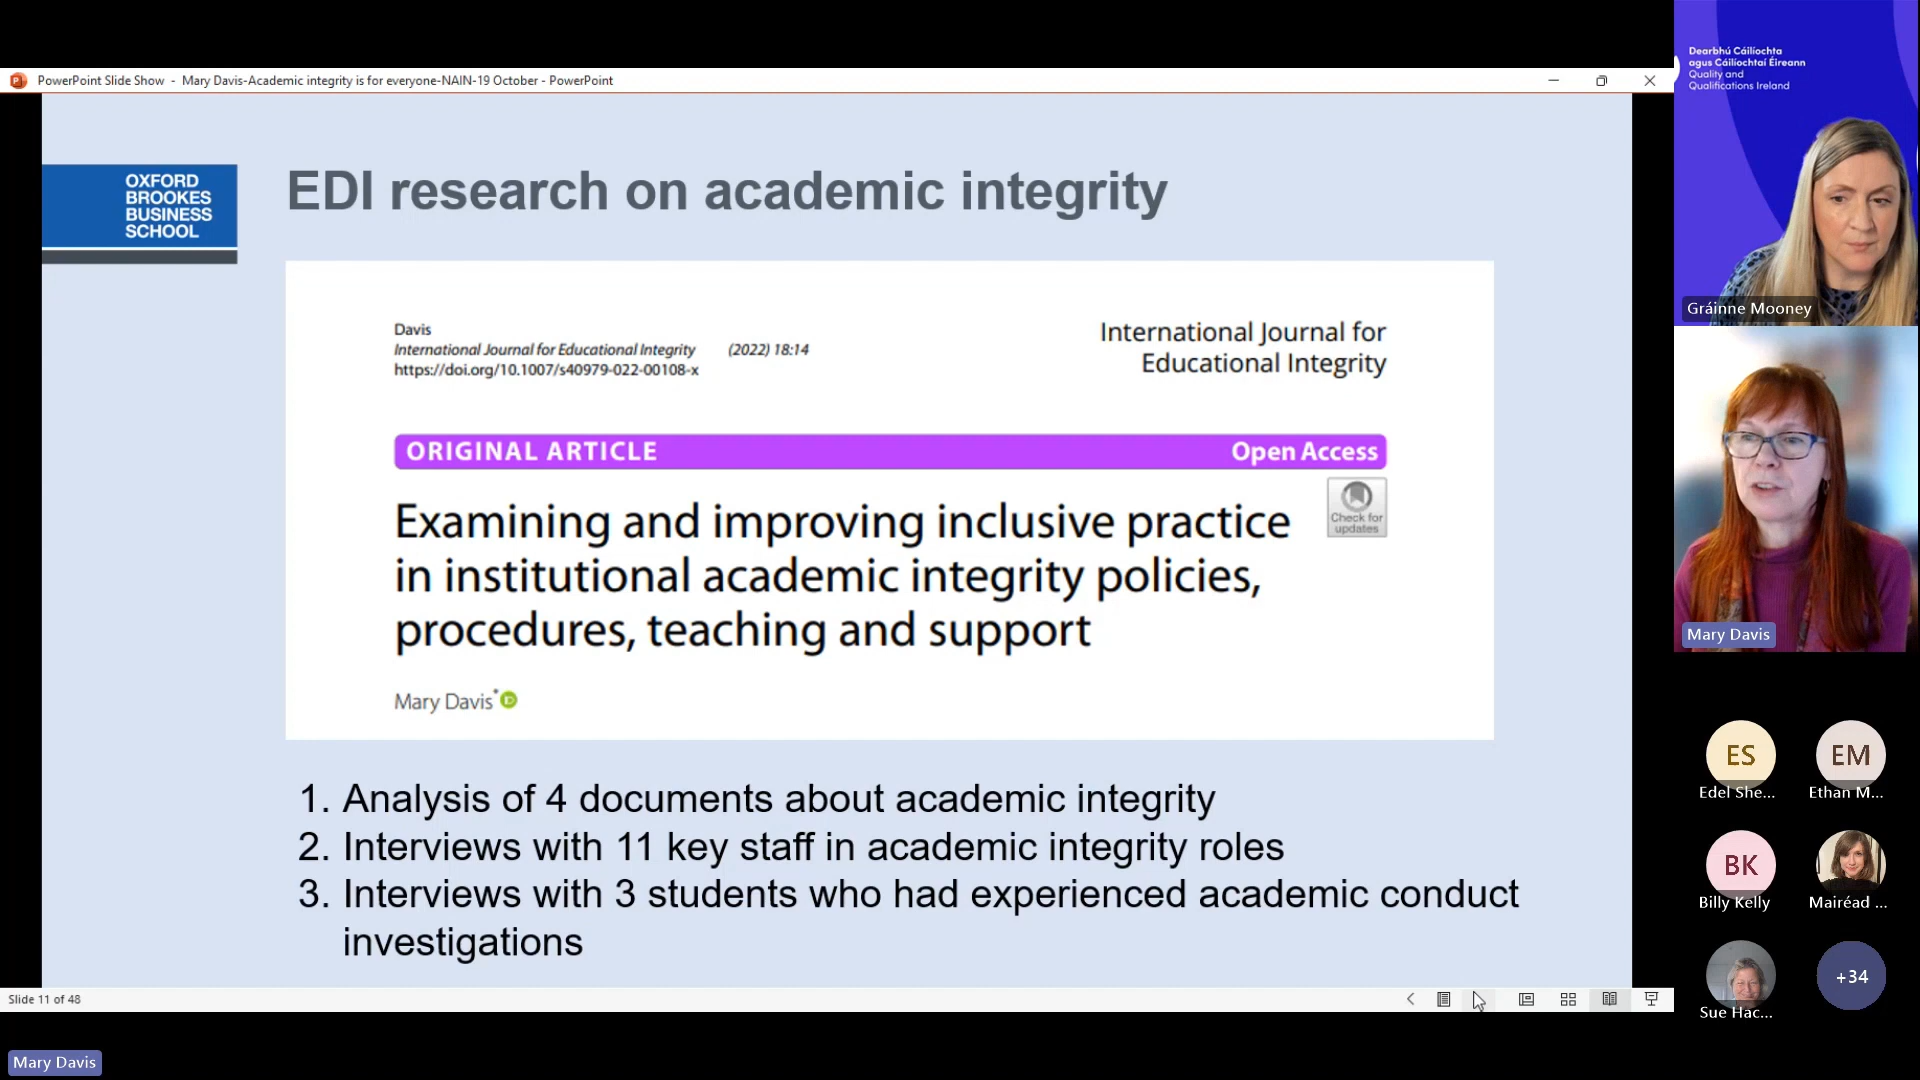 PowerPoint Slide Show - Mary Davis-Academic integrity is for everyone-NAIN-19 October - PowerPoint
OXFORD
BROOKES
BUSINESS
SCHOOL
EDI research on academic integrity
Davis
International Journal for Educational Integrity (2022) 18:14
https://doi.org/10.1007/s40979-022-00108-x
International Journal for
Educational Integrity
ORIGINAL ARTICLE
Open Access
Check for
updates
Examining and improving inclusive practice
in institutional academic integrity policies,
procedures, teaching and support
Mary Davis*
1. Analysis of 4 documents about academic integrity
2. Interviews with 11 key staff in academic integrity roles
3. Interviews with 3 students who had experienced academic conduct
investigations
Slide 11 of 48
Mary Davis
Dearbhú Cáilíochta
agus Cáilíochtaí Éireann
Quality and
Qualifications Ireland
Gráinne Mooney
Mary Davis
ES
Edel She...
EM
Ethan M...
BK
Billy Kelly
Mairéad ...
Sue Hac...
+34